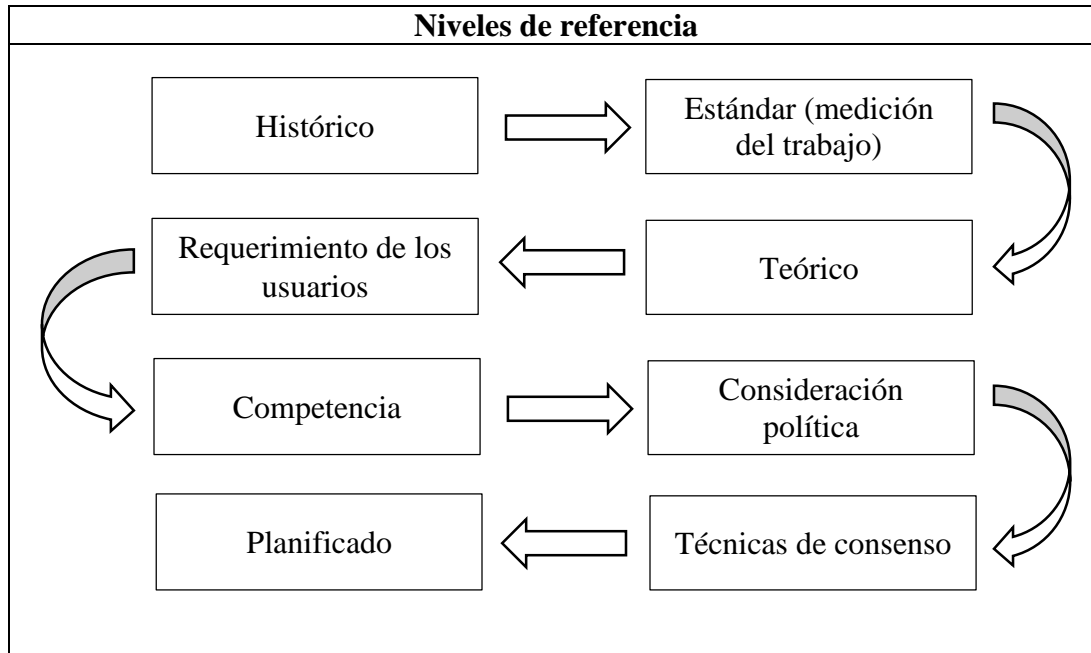 Niveles de referencia
Histórico
Estándar (medición
del trabajo)
Teórico
Requerimiento de los
usuarios
Competencia
Consideración
política
Técnicas de consenso
Planificado